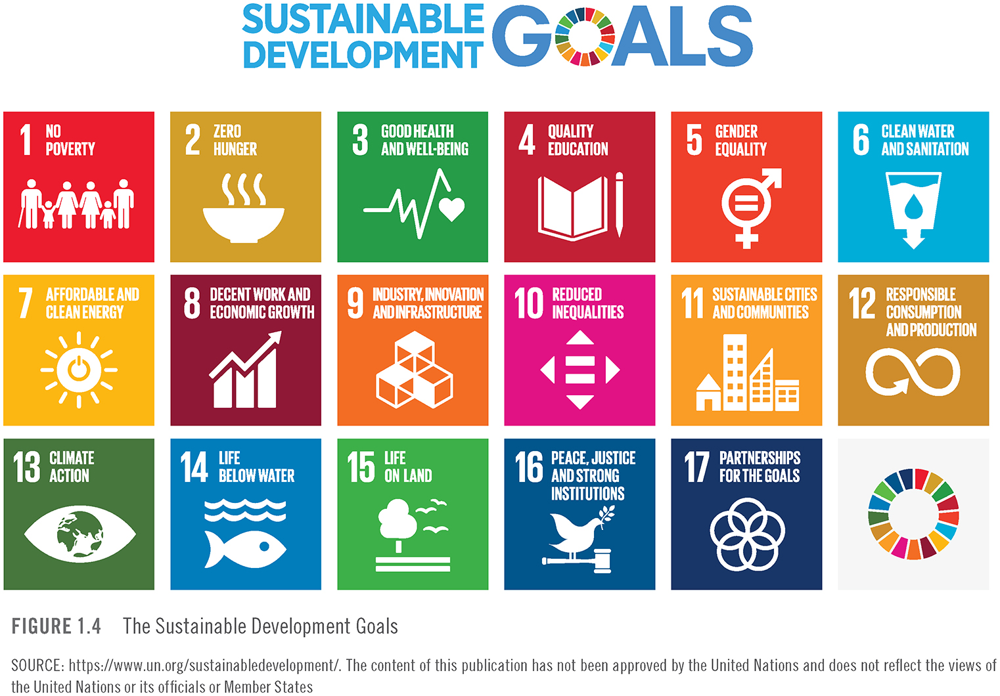 SUSTAINABLE
DEVELOPMENT
GOALS
1 NO
POVERTY
2 ZERO
HUNGER
3 GOOD HEALTH
AND WELL-BEING
4 QUALITY
EDUCATION
5 GENDER
EQUALITY
6 CLEAN WATER
AND SANITATION
7 AFFORDABLE AND
CLEAN ENERGY
8 DECENT WORK AND
ECONOMIC GROWTH
9 INDUSTRY, INNOVATION
AND INFRASTRUCTURE
10 REDUCED
INEQUALITIES
11 SUSTAINABLE CITIES
AND COMMUNITIES
12 RESPONSIBLE
CONSUMPTION
AND PRODUCTION
13 CLIMATE
ACTION
14 LIFE
BELOW WATER
15 LIFE
ON LAND
16 PEACE, JUSTICE
AND STRONG
INSTITUTIONS
17 PARTNERSHIPS
FOR THE GOALS
FIGURE 1.4 The Sustainable Development Goals
SOURCE: https://www.un.org/sustainabledevelopment/. The content of this publication has not been approved by the United Nations and does not reflect the views of
the United Nations or its officials or Member States